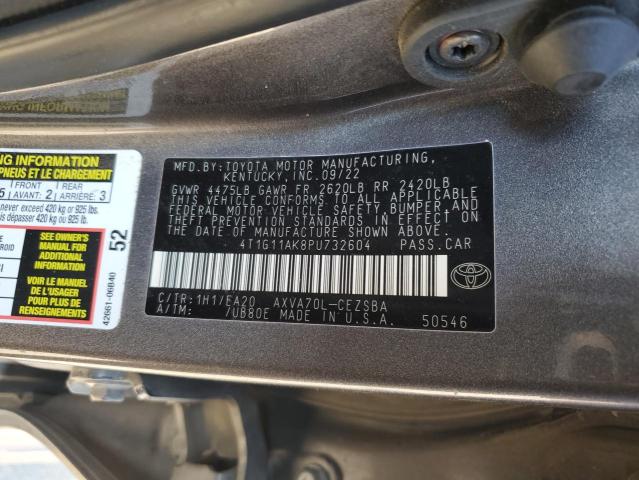 NG INFORMATION
PNEUS ET LE CHARGEMENT
5 FRONT REAR
AVANT: 2 ARRIÈRE: 3
never exceed 420 kg or 925 lbs.
dépasser 420 kg ou 925 lb.
SEE OWNER'S
MANUAL FOR
ADDITIONAL
INFORMATION
VOIR LE MANUEL
DE L'USAGER
POUR PLUS DE
RENSEIGNEMENTS
52
42661-06B40
MFD.BY:TOYOTA MOTOR MANUFACTURING,
KENTUCKY, INC.09/22
GVWR 4475LB GAWR FR 2620LB RR 2420LB
THIS VEHICLE CONFORMS TO ALL APPLICABLE
FEDERAL MOTOR VEHICLE SAFETY, BUMPER, AND
THEFT PREVENTION STANDARDS IN EFFECT ON
THE DATE OF MANUFACTURE SHOWN ABOVE.
4T1G11AK8PU732604 PASS.CAR
C/TR:1H1/EA20 AXVA70L-CEZSBA
A/TM: /UB80E MADE IN U.S.A. 50546
TOYOTA